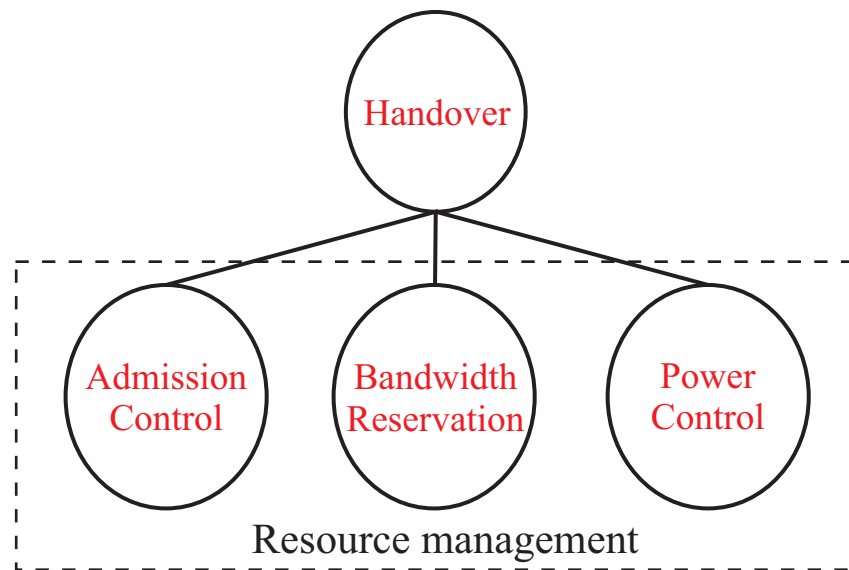 Handover
Admission
Control
Bandwidth
Reservation
Power
Control
Resource management